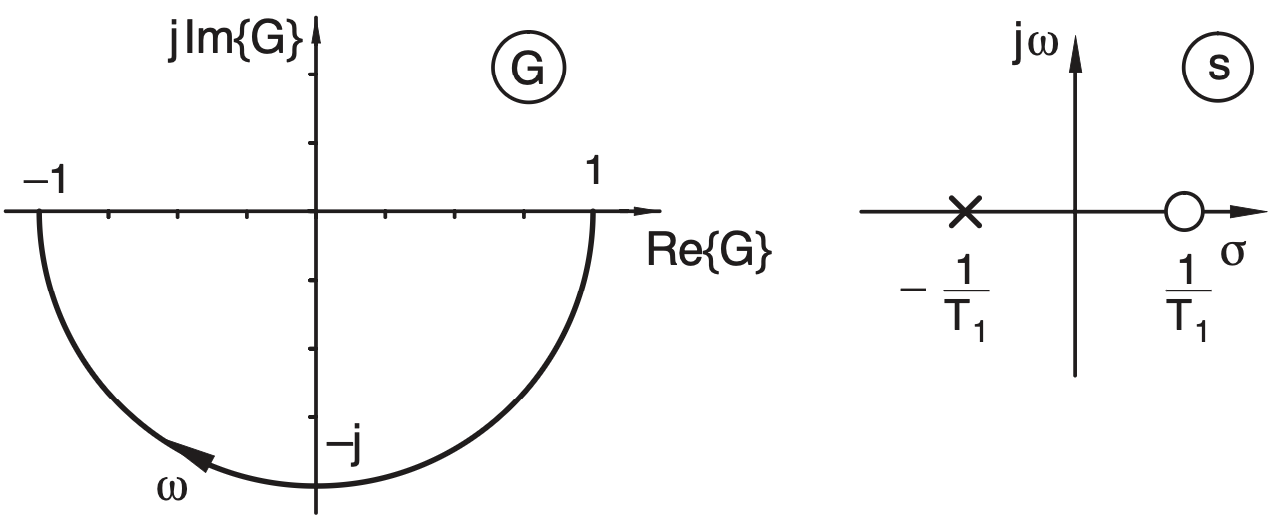 j Im{G}
G
−1
1
Re{G}
−j
ω
jω
s
σ
− 1/T₁
1/T₁